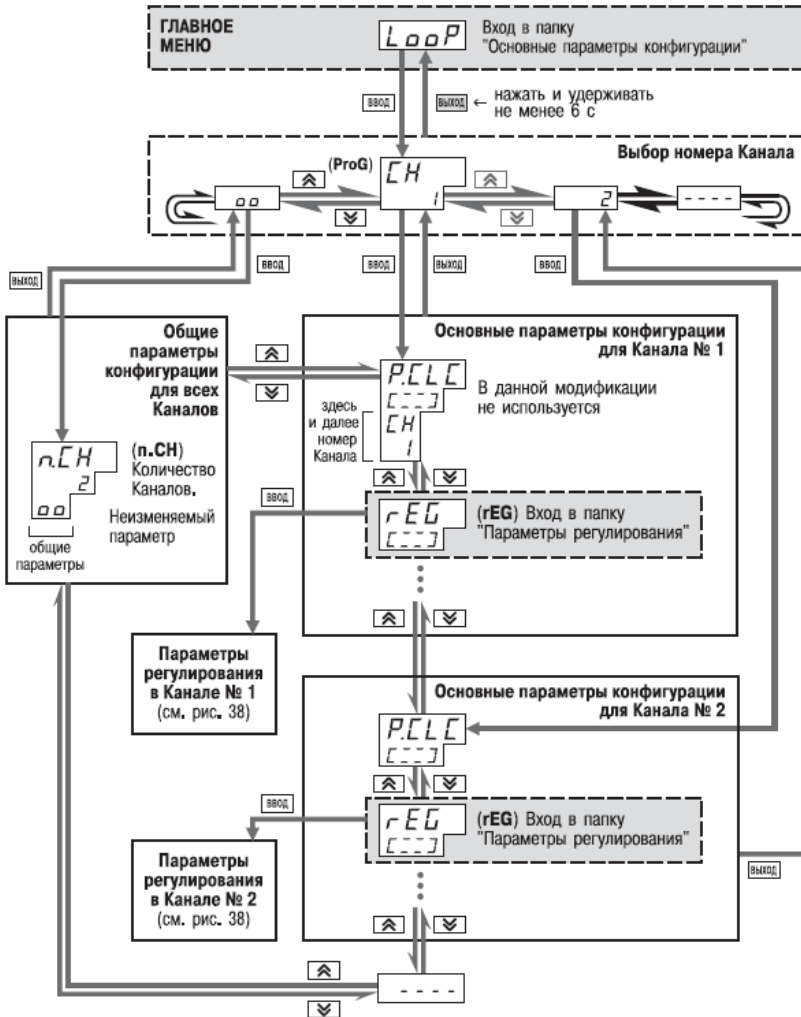 ГЛАВНОЕ
МЕНЮ
LooP
Вход в папку
"Основные параметры конфигурации"
ввод
выход
← нажать и удерживать
не менее 6 с
Выбор номера Канала
(ProG)
CH
1
oo
2
----
выход
ввод
ввод
выход
ввод
Общие
параметры
конфигурации
для всех
Каналов
n.CH
2
oo
(n.CH)
Количество
Каналов.
Неизменяемый
параметр
общие
параметры
Основные параметры конфигурации
для Канала № 1
P.CLC
[---]
CH
1
В данной модификации
не используется
здесь
и далее
номер
Канала
ввод
rEG
[---]
(rEG) Вход в папку
"Параметры регулирования"
Параметры
регулирования
в Канале № 1
(см. рис. 38)
Основные параметры конфигурации
для Канала № 2
P.CLC
[---]
ввод
rEG
[---]
(rEG) Вход в папку
"Параметры регулирования"
выход
Параметры
регулирования
в Канале № 2
(см. рис. 38)
----